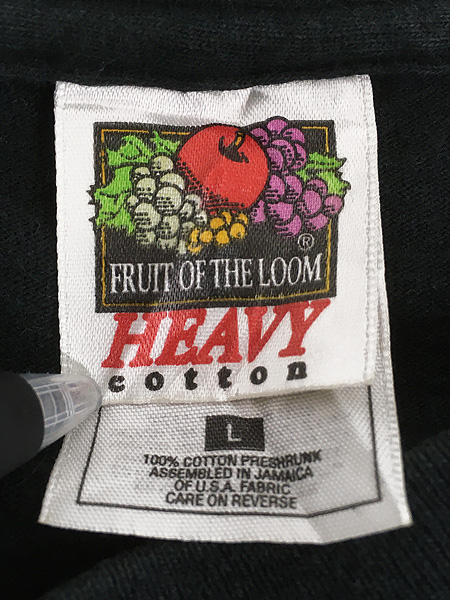 ®
FRUIT OF THE LOOM
HEAVY
cotton
L
100% COTTON PRESHRUNK
ASSEMBLED IN JAMAICA
OF U.S.A. FABRIC
CARE ON REVERSE